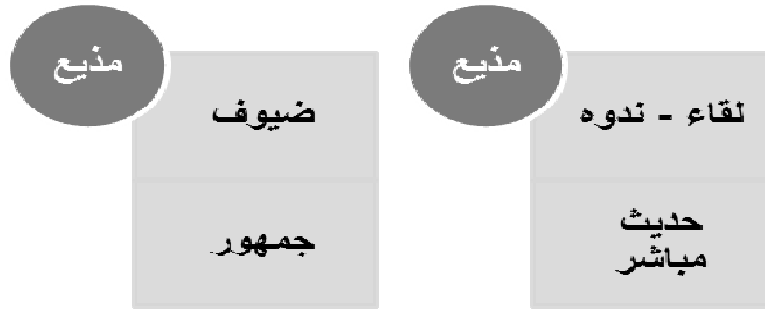 مذيع
لقاء - ندوه
حديث
مباشر
مذيع
ضيوف
جمهور